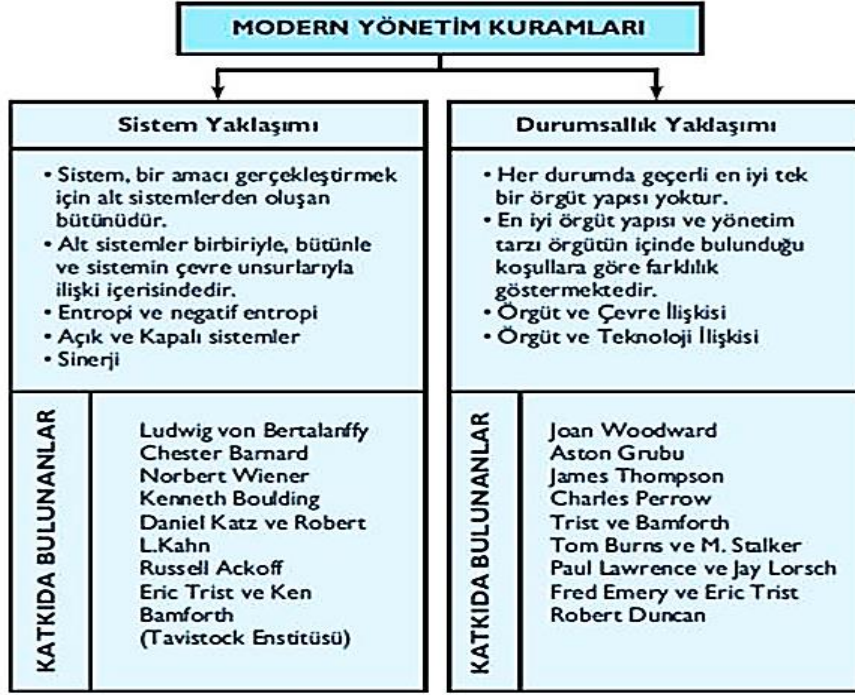 MODERN YÖNETİM KURAMLARI
Sistem Yaklaşımı
• Sistem, bir amacı gerçekleştirmek
için alt sistemlerden oluşan
bütünüdür.
• Alt sistemler birbiriyle, bütünle
ve sistemin çevre unsurlarıyla
ilişki içerisindedir.
• Entropi ve negatif entropi
• Açık ve Kapalı sistemler
• Sinerji
KATKIDA BULUNANLAR
Ludwig von Bertalanffy
Chester Barnard
Norbert Wiener
Kenneth Boulding
Daniel Katz ve Robert
L.Kahn
Russell Ackoff
Eric Trist ve Ken
Bamforth
(Tavistock Enstitüsü)
Durumsallık Yaklaşımı
• Her durumda geçerli en iyi tek
bir örgüt yapısı yoktur.
• En iyi örgüt yapısı ve yönetim
tarzı örgütün içinde bulunduğu
koşullara göre farklılık
göstermektedir.
• Örgüt ve Çevre İlişkisi
• Örgüt ve Teknoloji İlişkisi
KATKIDA BULUNANLAR
Joan Woodward
Aston Grubu
James Thompson
Charles Perrow
Trist ve Bamforth
Tom Burns ve M. Stalker
Paul Lawrence ve Jay Lorsch
Fred Emery ve Eric Trist
Robert Duncan